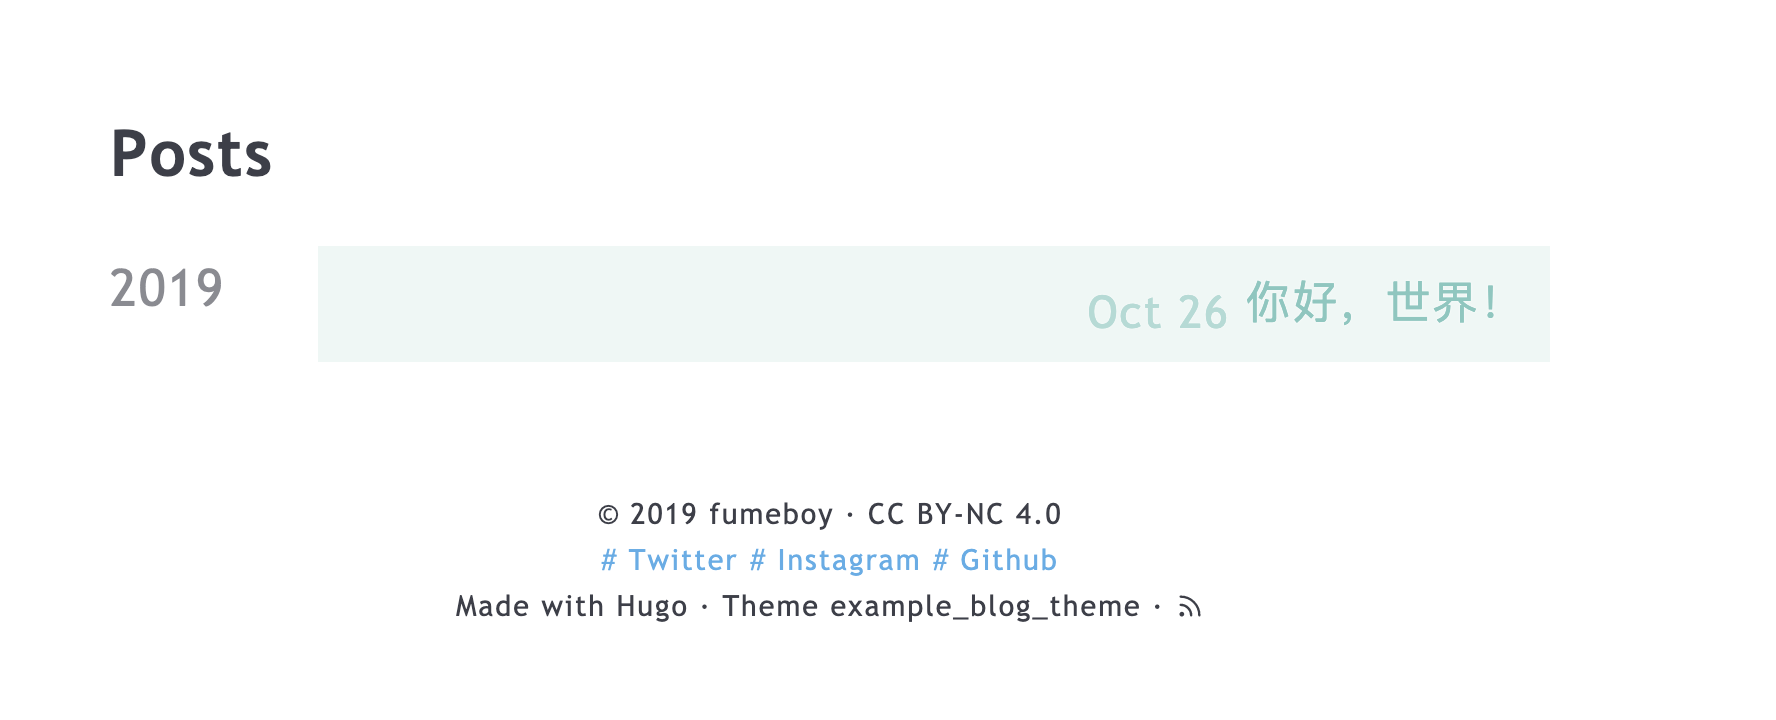 Posts
2019
Oct 26 你好，世界！
© 2019 fumeboy · CC BY-NC 4.0
# Twitter # Instagram # Github
Made with Hugo · Theme example_blog_theme ·